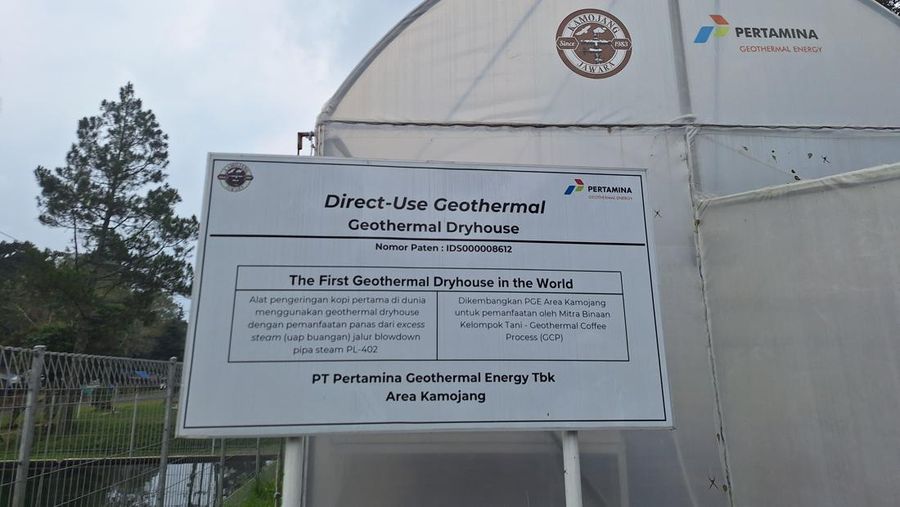 KAMOJANG
Since 1983
JAWARA
PERTAMINA
GEOTHERMAL ENERGY
PERTAMINA
GEOTHERMAL ENERGY
Direct-Use Geothermal
Geothermal Dryhouse
Nomor Paten : IDS000008612
The First Geothermal Dryhouse in the World
Alat pengeringan kopi pertama di dunia
menggunakan geothermal dryhouse
dengan pemanfaatan panas dari excess
steam (uap buangan) jalur blowdown
pipa steam PL-402
Dikembangkan PGE Area Kamojang
untuk pemanfaatan oleh Mitra Binaan
Kelompok Tani - Geothermal Coffee
Process (GCP)
PT Pertamina Geothermal Energy Tbk
Area Kamojang